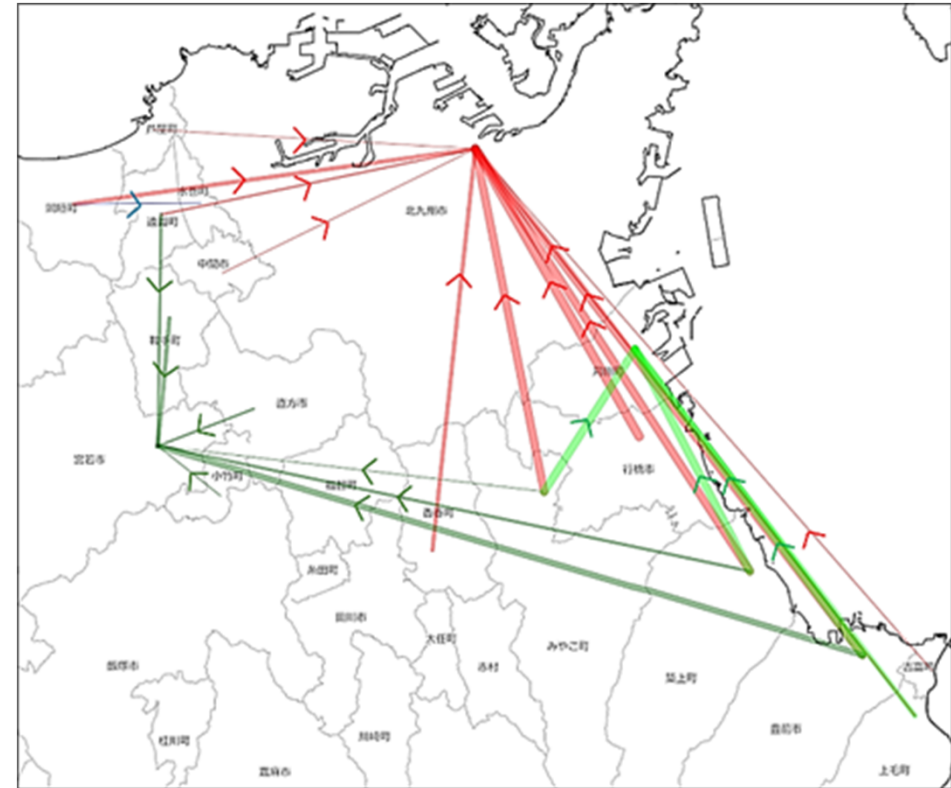 芦屋町
水巻町
岡垣町
遠賀町
北九州市
中間市
鞍手町
苅田町
直方市
宮若市
行橋市
小竹町
福智町
香春町
糸田町
田川市
大任町
みやこ町
飯塚市
赤村
築上町
吉富町
桂川町
川崎町
豊前市
嘉麻市
上毛町